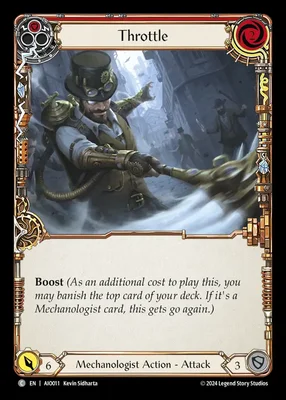 Throttle
Boost (As an additional cost to play this, you
may banish the top card of your deck. If it's a
Mechanologist card, this gets go again.)
6 Mechanologist Action - Attack 3
C EN | AIO011 Kevin Sidharta ©2024 Legend Story Studios